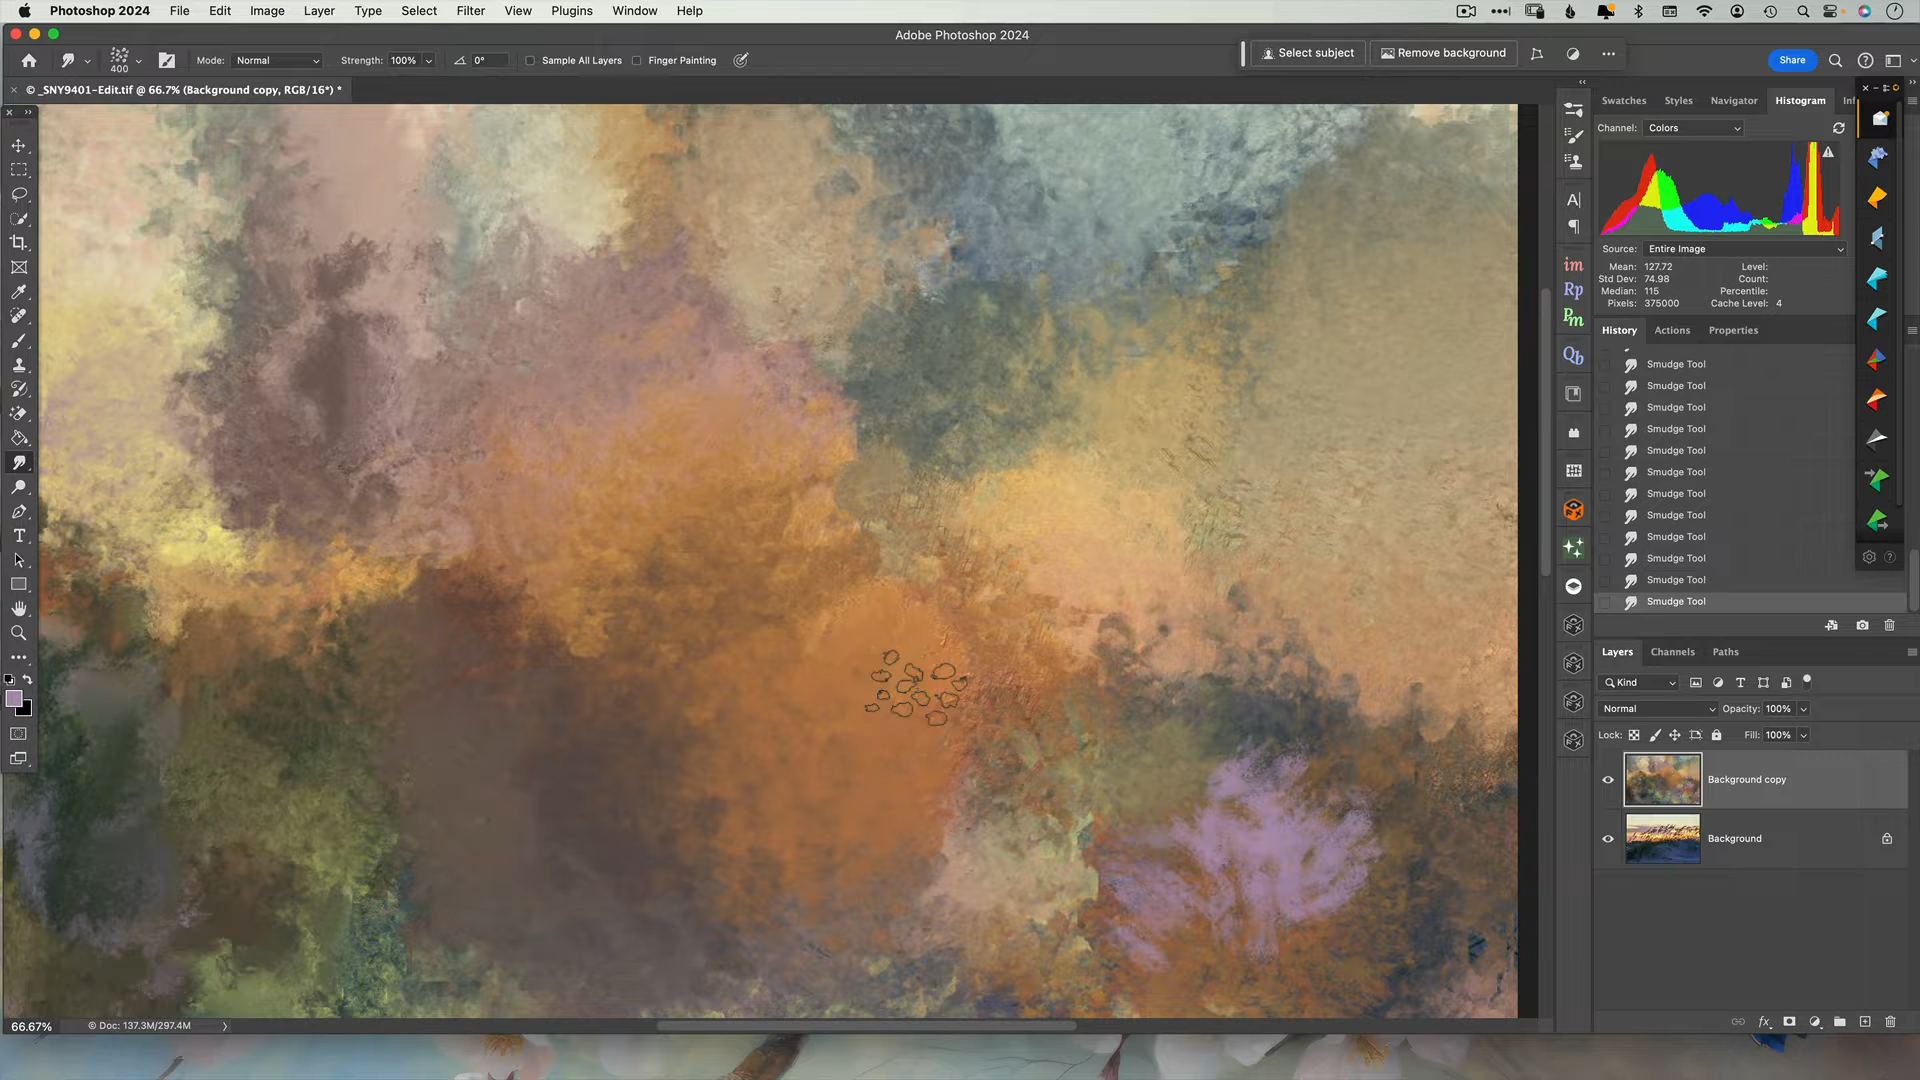 Photoshop 2024 File Edit Image Layer Type Select Filter View Plugins Window Help
Adobe Photoshop 2024
400 Mode: Normal Strength: 100% 0° Sample All Layers Finger Painting Select subject Remove background Share
© _SNY9401-Edit.tif @ 66.7% (Background copy, RGB/16*) *
Swatches Styles Navigator Histogram Inf
Channel: Colors
Source: Entire Image
Mean: 127.72 Level:
Std Dev: 74.98 Count:
Median: 115 Percentile:
Pixels: 375000 Cache Level: 4
A|
im
Rp
Pm
Qb
History Actions Properties
Smudge Tool
Smudge Tool
Smudge Tool
Smudge Tool
Smudge Tool
Smudge Tool
Smudge Tool
Smudge Tool
Smudge Tool
Smudge Tool
Smudge Tool
Smudge Tool
Layers Channels Paths
Kind
Normal Opacity: 100%
Lock: Fill: 100%
Background copy
Background
fx
66.67% © Doc: 137.3M/297.4M